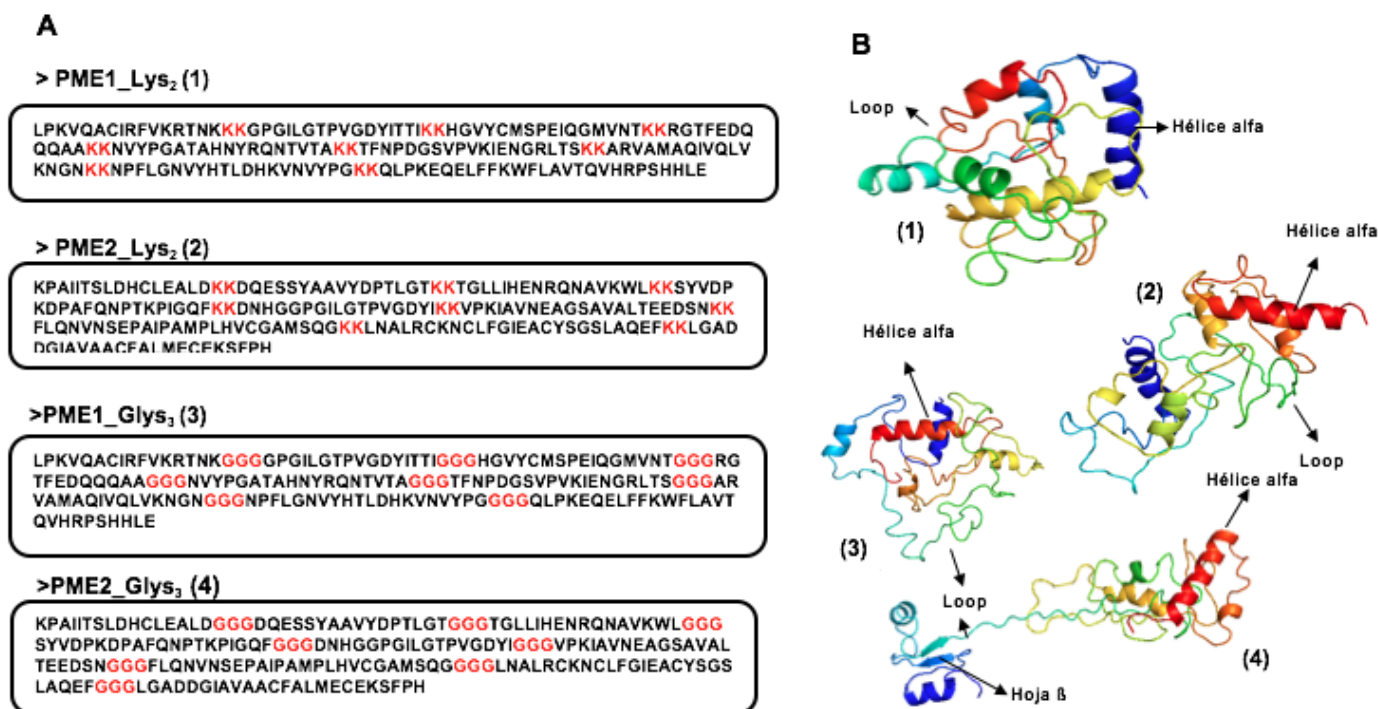 A
> PME1_Lys₂ (1)
LPKVQACIRFVKRTNKKKGPGILGTPVGDYITTIKKHGVYCMSPEIQGMVNTKKRGTFEDQ
QQAAKKNVYPGATAHNYRQNTVTAKKTFNPDGSVPVKIENGRLTSKKARVAMAQIVQLV
KNGNKKNPFLGNVYHTLDHKVNVYPGKKQLPKEQELFFKWFLAVTQVHRPSHHLE
> PME2_Lys₂ (2)
KPAIITSLDHCLEALDKKDQESSYAAVYDPTLGTKKTGLLIHENRQNAVKWLKKSYVDP
KDPAFQNPTKPIGQFKKDNHGGPGILGTPVGDYIKKVPKIAVNEAGSAVALTEEDSNKK
FLQNVNSEPAIPAMPLHVCGAMSQGKKLNALRCKNCLFGIEACYSGSLAQEFKKLGAD
DGIAVAACFALMECEKSFPH
>PME1_Glys₃ (3)
LPKVQACIRFVKRTNKGGGGPGILGTPVGDYITTIGGGHGVYCMSPEIQGMVNTGGGRG
TFEDQQQAAGGGNVYPGATAHNYRQNTVTAGGGTFNPDGSVPVKIENGRLTSGGGAR
VAMAQIVQLVKNGNGGGNPFLGNVYHTLDHKVNVYPGGGGQLPKEQELFFKWFLAVT
QVHRPSHHLE
>PME2_Glys₃ (4)
KPAIITSLDHCLEALDGGGDQESSYAAVYDPTLGTGGGTGLLIHENRQNAVKWLGGG
SYVDPKDPAFQNPTKPIGQFGGGDNHGGPGILGTPVGDYIGGGVPKIAVNEAGSAVAL
TEEDSNGGGFLQNVNSEPAIPAMPLHVCGAMSQGGGGLNALRCKNCLFGIEACYSGS
LAQEFGGGLGADDGIAVAACFALMECEKSFPH
B
Loop
Hélice alfa
(1)
Hélice alfa
(2)
Loop
Hélice alfa
(3)
Loop
Hélice alfa
(4)
Hoja ß